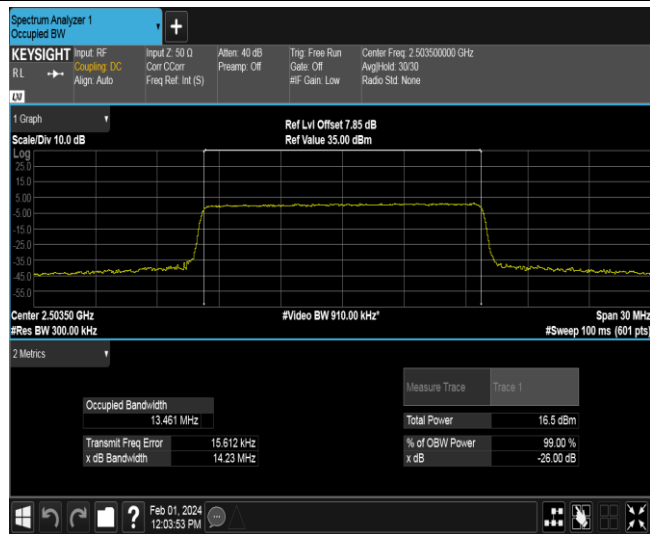 Spectrum Analyzer 1
Occupied BW
+
KEYSIGHT
RL
LXI
Input: RF
Coupling: DC
Align: Auto
Input Z: 50 Ω
Corr CCorr
Freq Ref: Int (S)
Atten: 40 dB
Preamp: Off
Trig: Free Run
Gate: Off
#IF Gain: Low
Center Freq: 2.503500000 GHz
Avg|Hold: 30/30
Radio Std: None
1 Graph
Scale/Div 10.0 dB
Ref Lvl Offset 7.85 dB
Ref Value 35.00 dBm
Log
25.0
15.0
5.00
-5.00
-15.0
-25.0
-35.0
-45.0
-55.0
Center 2.50350 GHz
#Video BW 910.00 kHz*
Span 30 MHz
#Res BW 300.00 kHz
#Sweep 100 ms (601 pts)
2 Metrics
Measure Trace Trace 1
Occupied Bandwidth
13.461 MHz
Total Power 16.5 dBm
Transmit Freq Error 15.612 kHz
% of OBW Power 99.00 %
x dB Bandwidth 14.23 MHz
x dB -26.00 dB
?
Feb 01, 2024
12:03:53 PM